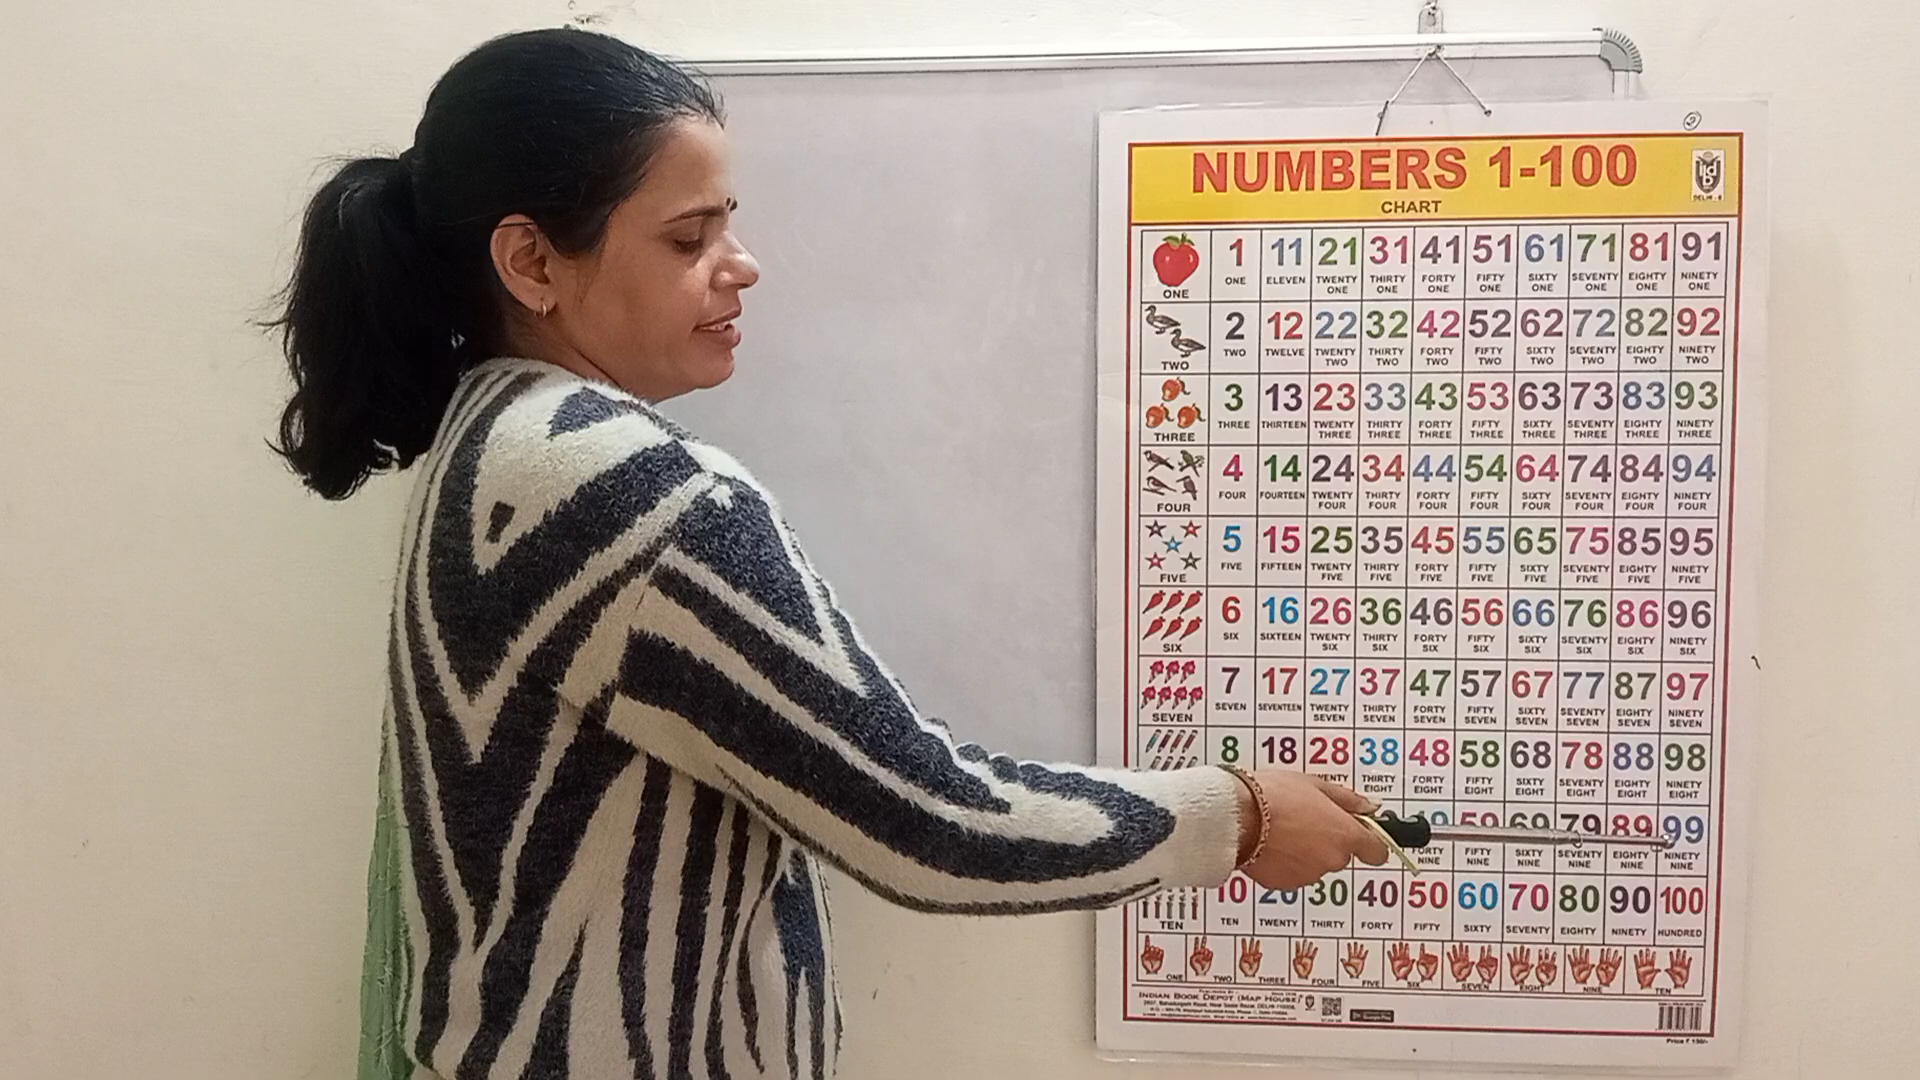 NUMBERS 1-100
CHART
DELHI - 6
1 11 21 31 41 51 61 71 81 91
ONE ELEVEN TWENTY THIRTY FORTY FIFTY SIXTY SEVENTY EIGHTY NINETY
ONE ONE ONE ONE ONE ONE ONE ONE ONE
2 12 22 32 42 52 62 72 82 92
TWO TWELVE TWENTY THIRTY FORTY FIFTY SIXTY SEVENTY EIGHTY NINETY
TWO TWO TWO TWO TWO TWO TWO TWO TWO
3 13 23 33 43 53 63 73 83 93
THREE THIRTEEN TWENTY THIRTY FORTY FIFTY SIXTY SEVENTY EIGHTY NINETY
THREE THREE THREE THREE THREE THREE THREE THREE THREE
4 14 24 34 44 54 64 74 84 94
FOUR FOURTEEN TWENTY THIRTY FORTY FIFTY SIXTY SEVENTY EIGHTY NINETY
FOUR FOUR FOUR FOUR FOUR FOUR FOUR FOUR FOUR
5 15 25 35 45 55 65 75 85 95
FIVE FIFTEEN TWENTY THIRTY FORTY FIFTY SIXTY SEVENTY EIGHTY NINETY
FIVE FIVE FIVE FIVE FIVE FIVE FIVE FIVE FIVE
6 16 26 36 46 56 66 76 86 96
SIX SIXTEEN TWENTY THIRTY FORTY FIFTY SIXTY SEVENTY EIGHTY NINETY
SIX SIX SIX SIX SIX SIX SIX SIX SIX
7 17 27 37 47 57 67 77 87 97
SEVEN SEVENTEEN TWENTY THIRTY FORTY FIFTY SIXTY SEVENTY EIGHTY NINETY
SEVEN SEVEN SEVEN SEVEN SEVEN SEVEN SEVEN SEVEN SEVEN
8 18 28 38 48 58 68 78 88 98
THIRTY FORTY FIFTY SIXTY SEVENTY EIGHTY NINETY
EIGHT EIGHT EIGHT EIGHT EIGHT EIGHT EIGHT
49 59 69 79 89 99
FORTY FIFTY SIXTY SEVENTY EIGHTY NINETY
NINE NINE NINE NINE NINE NINE
10 20 30 40 50 60 70 80 90 100
TEN TEN TWENTY THIRTY FORTY FIFTY SIXTY SEVENTY EIGHTY NINETY HUNDRED
ONE TWO THREE FOUR FIVE SIX SEVEN EIGHT NINE TEN
INDIAN BOOK DEPOT (MAP HOUSE)
Price ₹ 150/-